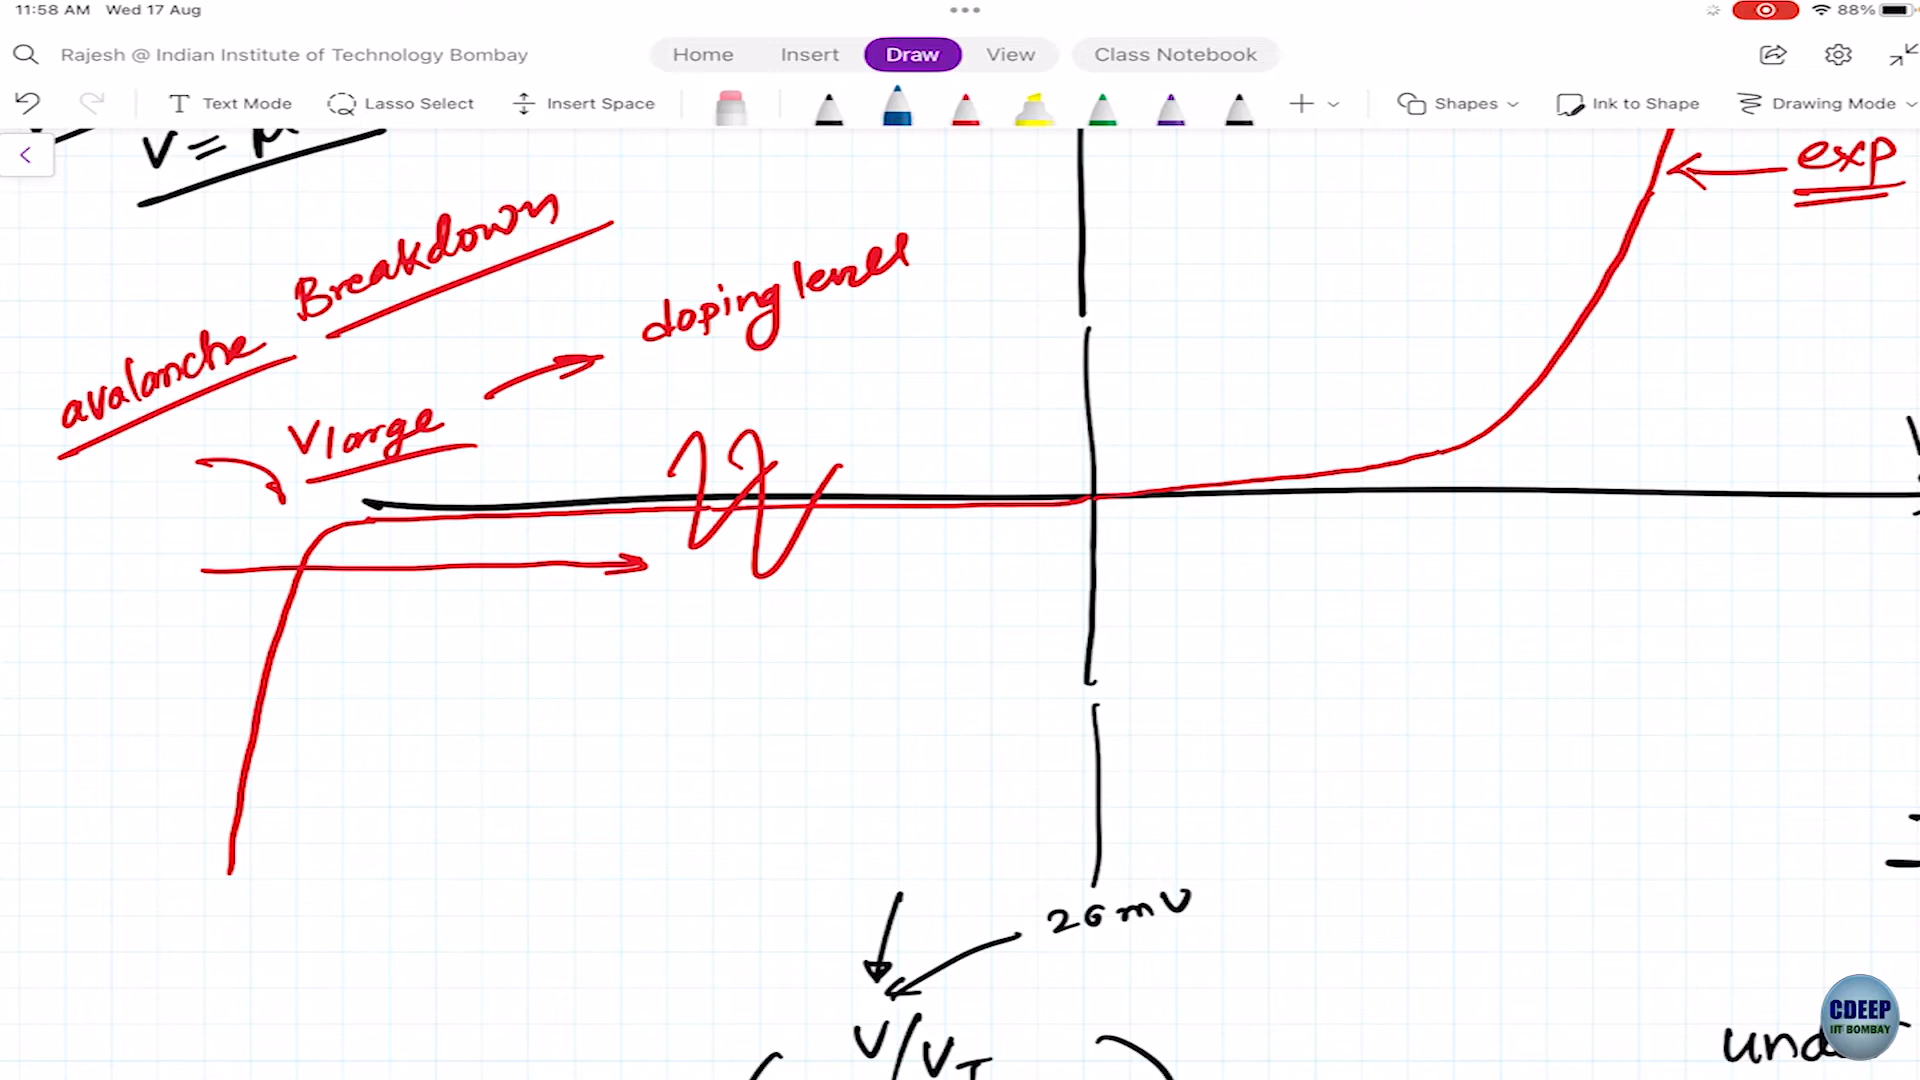 11:58 AM Wed 17 Aug
88%
Rajesh @ Indian Institute of Technology Bombay
Home Insert Draw View Class Notebook
Text Mode Lasso Select Insert Space
Shapes Ink to Shape Drawing Mode
V = μ
exp
avalanche Breakdown
V large
doping level
26 mV
V/VT
CDEEP
IIT BOMBAY